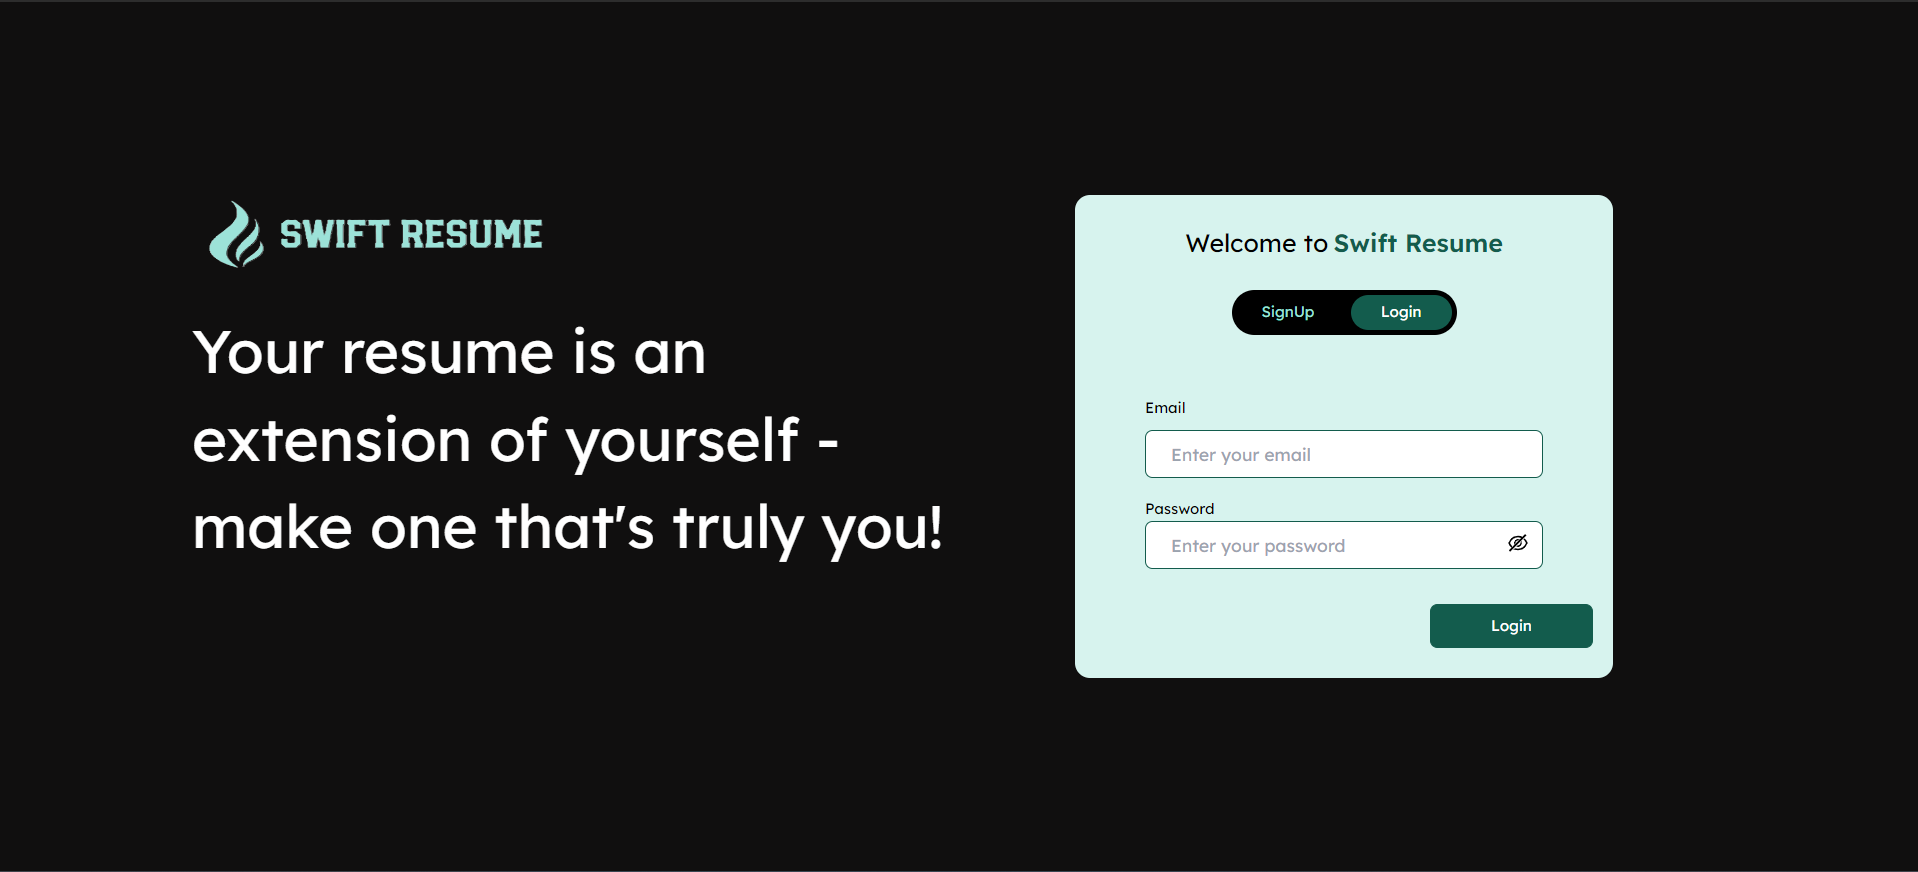 SWIFT RESUME
Your resume is an
extension of yourself -
make one that's truly you!
Welcome to Swift Resume
SignUp
Login
Email
Enter your email
Password
Enter your password
Login